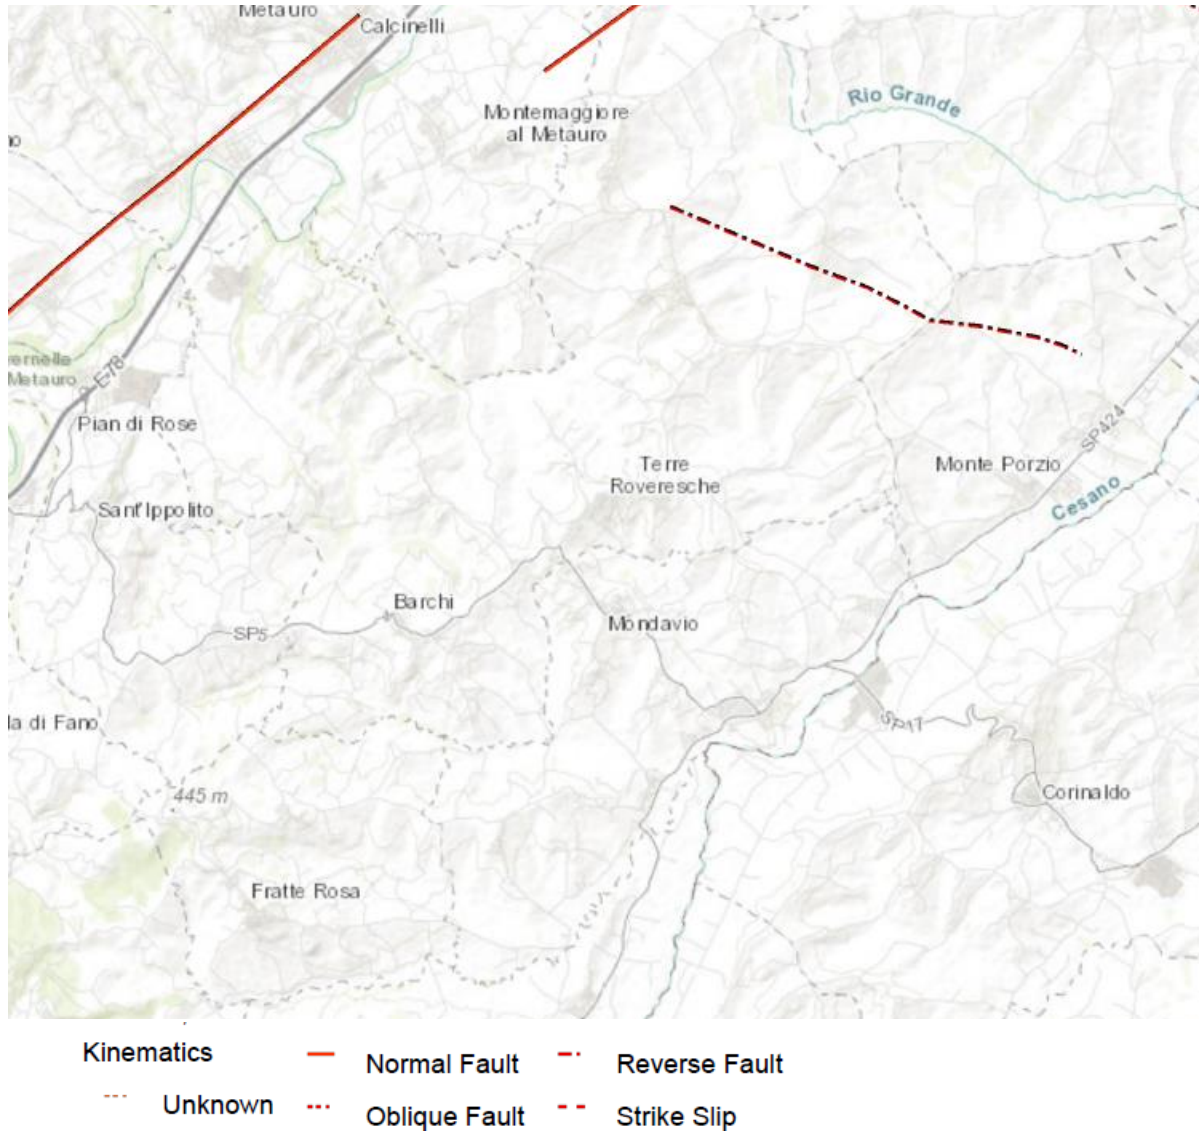 Metauro
Calcinelli
Montemaggiore
al Metauro
Rio Grande
E-78
Metauro
Pian di Rose
Sant'Ippolito
Terre
Roveresche
Monte Porzio
SP424
Cesano
Barchi
SP5
Mondavio
SP17
la di Fano
445 m
Corinaldo
Fratte Rosa
Kinematics
Normal Fault
Reverse Fault
Unknown
Oblique Fault
Strike Slip